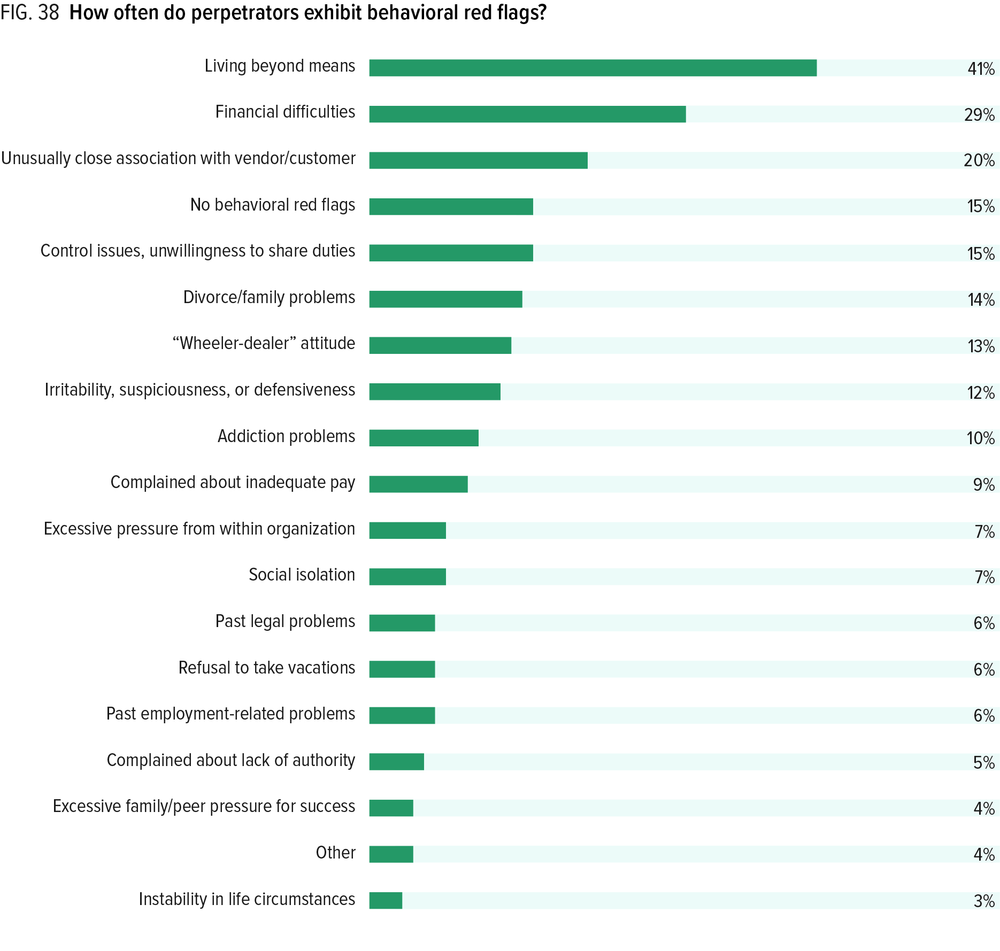 FIG. 38 How often do perpetrators exhibit behavioral red flags?
Living beyond means 41%
Financial difficulties 29%
Unusually close association with vendor/customer 20%
No behavioral red flags 15%
Control issues, unwillingness to share duties 15%
Divorce/family problems 14%
“Wheeler-dealer” attitude 13%
Irritability, suspiciousness, or defensiveness 12%
Addiction problems 10%
Complained about inadequate pay 9%
Excessive pressure from within organization 7%
Social isolation 7%
Past legal problems 6%
Refusal to take vacations 6%
Past employment-related problems 6%
Complained about lack of authority 5%
Excessive family/peer pressure for success 4%
Other 4%
Instability in life circumstances 3%